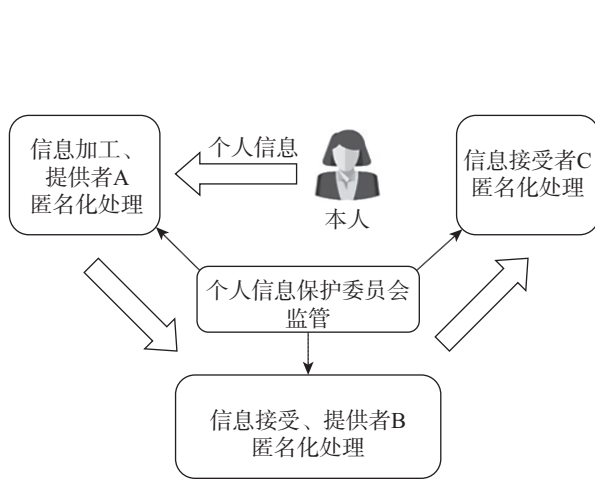 信息加工、
提供者A
匿名化处理
个人信息
本人
信息接受者C
匿名化处理
个人信息保护委员会
监管
信息接受、提供者B
匿名化处理